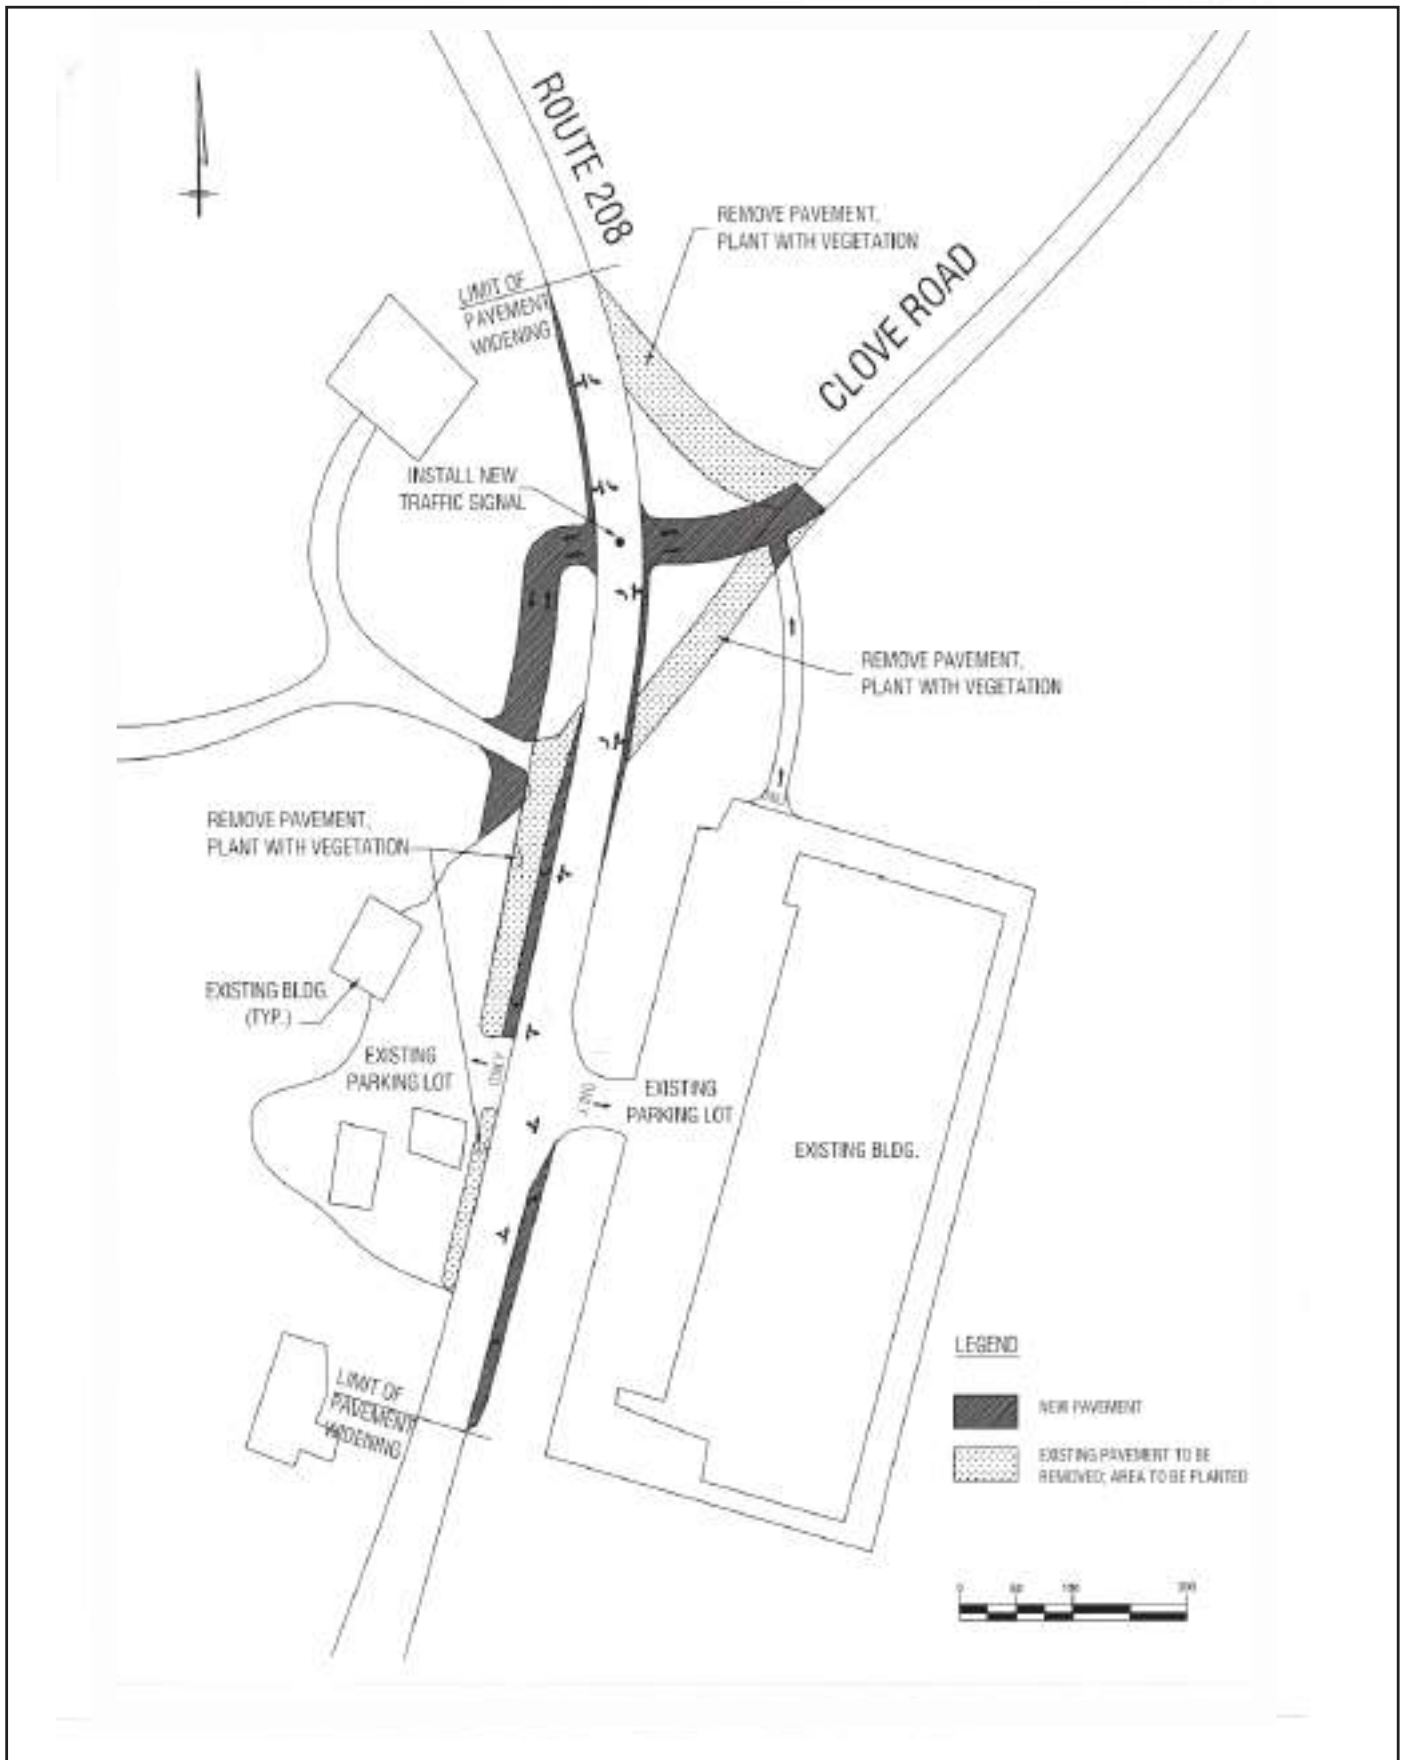 ROUTE 208
REMOVE PAVEMENT,
PLANT WITH VEGETATION
CLOVE ROAD
LIMIT OF
PAVEMENT
WIDENING
INSTALL NEW
TRAFFIC SIGNAL
REMOVE PAVEMENT,
PLANT WITH VEGETATION
REMOVE PAVEMENT,
PLANT WITH VEGETATION
EXISTING BLDG.
(TYP.)
EXISTING
PARKING LOT
ONLY
ONLY
EXISTING
PARKING LOT
EXISTING BLDG.
LIMIT OF
PAVEMENT
WIDENING
LEGEND
NEW PAVEMENT
EXISTING PAVEMENT TO BE
REMOVED; AREA TO BE PLANTED
0 50 100 200